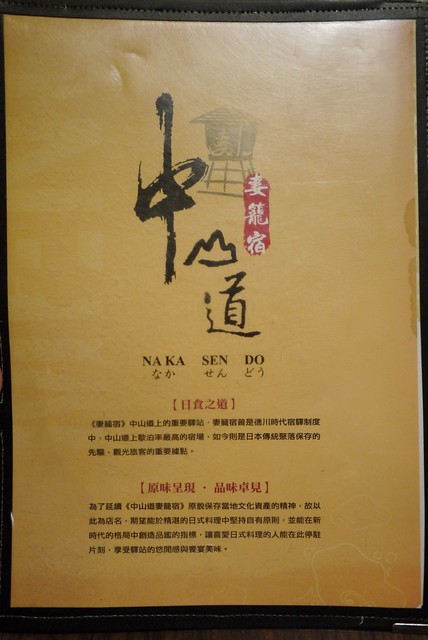 中山道
妻籠宿
NAKA SEN DO
なか せん どう
【日食之道】
《妻籠宿》中山道上的重要驛站，妻籠宿曾是德川時代宿驛制度
中，中山道上歇泊率最高的宿場，如今則是日本傳統聚落保存的
先驅，觀光旅客的重要據點。
【原味呈現 · 品味卓見】
為了延續《中山道妻籠宿》原貌保存當地文化資產的精神，故以
此為店名，期望能於精湛的日式料理中堅持自有原則，並能在新
時代的格局中創造品鑑的指標，讓喜愛日式料理的人能在此停駐
片刻，享受驛站的悠閒感與饗宴美味。